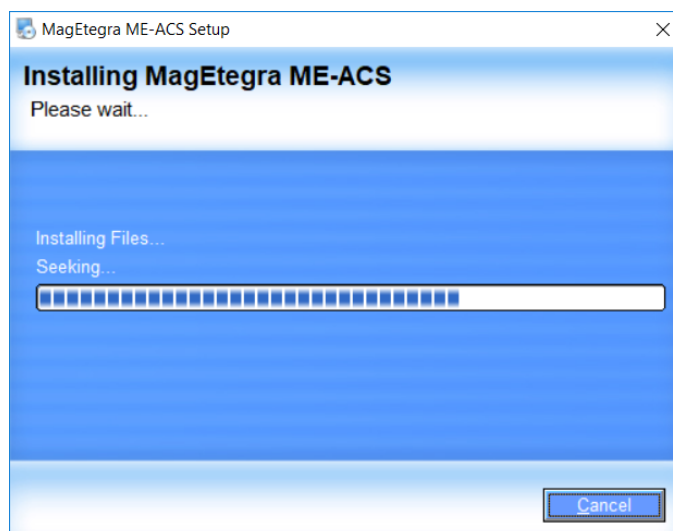 MagEtegra ME-ACS Setup
Installing MagEtegra ME-ACS
Please wait...
Installing Files...
Seeking...
Cancel